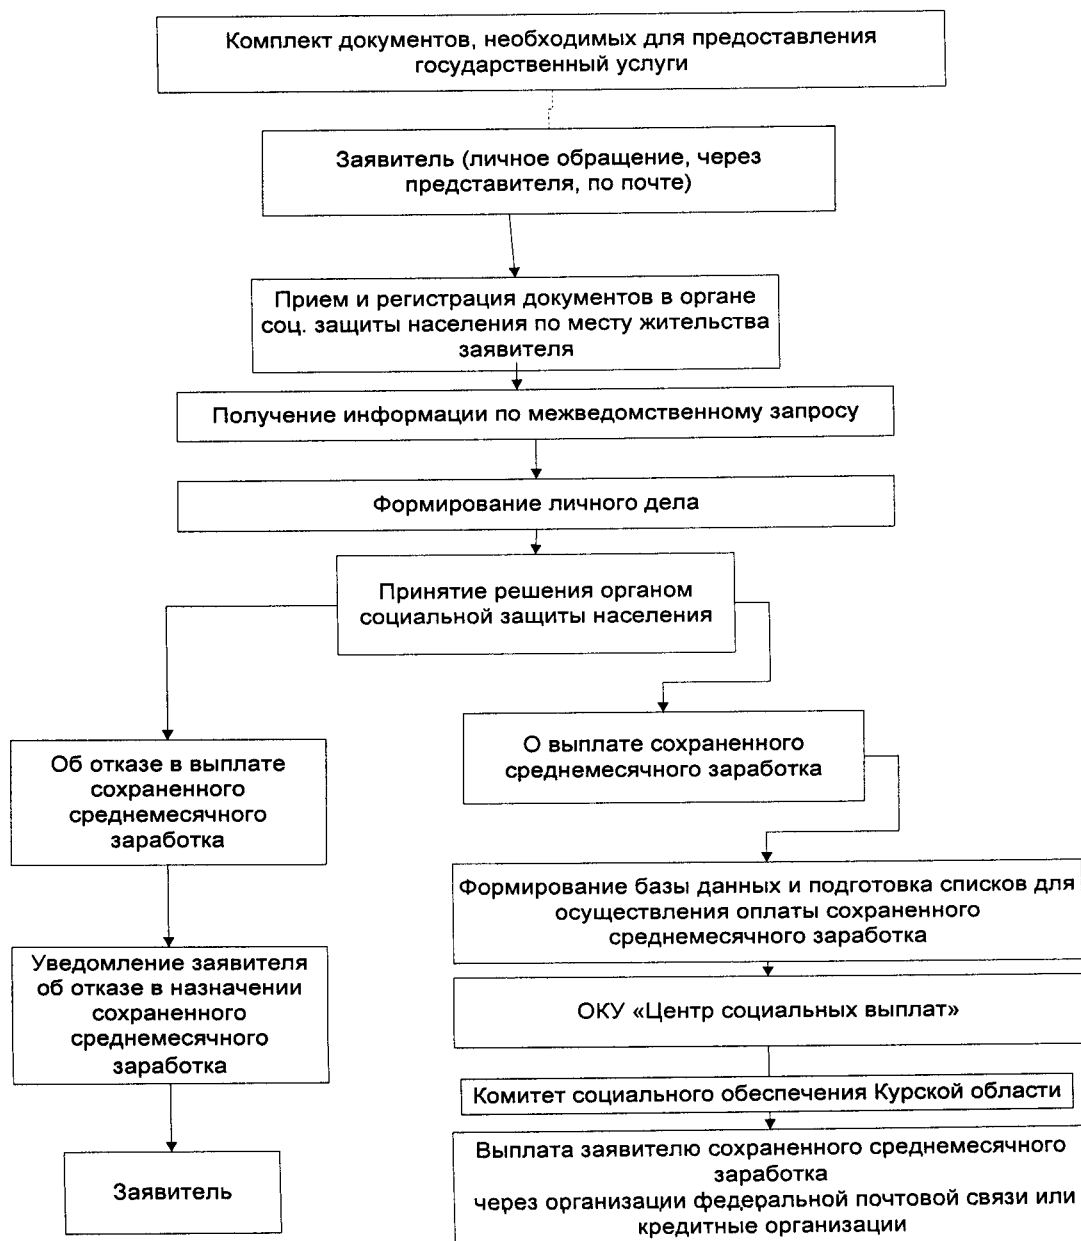 Комплект документов, необходимых для предоставления
государственный услуги
Заявитель (личное обращение, через
представителя, по почте)
Прием и регистрация документов в органе
соц. защиты населения по месту жительства
заявителя
Получение информации по межведомственному запросу
Формирование личного дела
Принятие решения органом
социальной защиты населения
Об отказе в выплате
сохраненного
среднемесячного
заработка
О выплате сохраненного
среднемесячного заработка
Уведомление заявителя
об отказе в назначении
сохраненного
среднемесячного
заработка
Заявитель
Формирование базы данных и подготовка списков для
осуществления оплаты сохраненного
среднемесячного заработка
ОКУ «Центр социальных выплат»
Комитет социального обеспечения Курской области
Выплата заявителю сохраненного среднемесячного
заработка
через организации федеральной почтовой связи или
кредитные организации